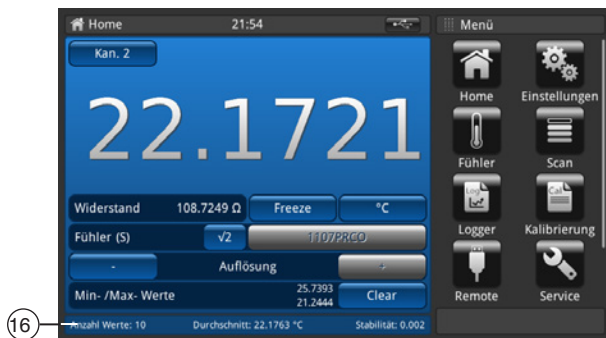 Home 21:54 Menü
Kan. 2
22.1721
Home Einstellungen
Fühler Scan
Widerstand 108.7249 Ω Freeze °C
Log
Cal
Logger Kalibrierung
Fühler (S) √2 1107PRCO
- Auflösung +
Min- /Max- Werte 25.7393
21.2444 Clear
Remote Service
16 Anzahl Werte: 10 Durchschnitt: 22.1763 °C Stabilität: 0.002